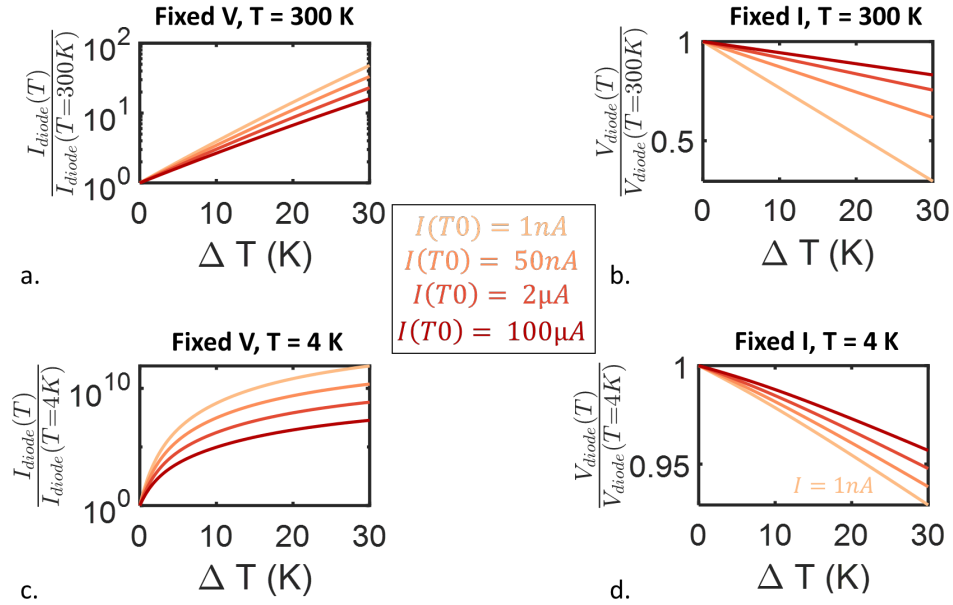 Fixed V, T = 300 K
I_diode(T)
I_diode(T=300K)
10^2
10^1
10^0
0 10 20 30
Δ T (K)
a.
Fixed I, T = 300 K
V_diode(T)
V_diode(T=300K)
1
0.5
0 10 20 30
Δ T (K)
b.
I(T0) = 1nA
I(T0) = 50nA
I(T0) = 2μA
I(T0) = 100μA
Fixed V, T = 4 K
I_diode(T)
I_diode(T=4K)
10^10
10^0
0 10 20 30
Δ T (K)
c.
Fixed I, T = 4 K
V_diode(T)
V_diode(T=4K)
1
0.95
I = 1nA
0 10 20 30
Δ T (K)
d.